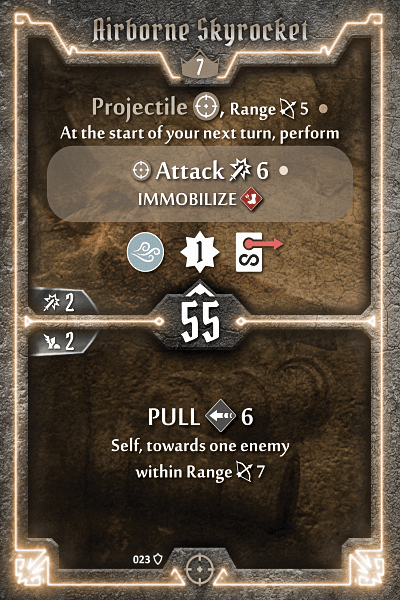 Airborne Skyrocket
7
Projectile, Range 5
At the start of your next turn, perform
Attack 6
IMMOBILIZE
1
2
55
2
PULL 6
Self, towards one enemy
within Range 7
023